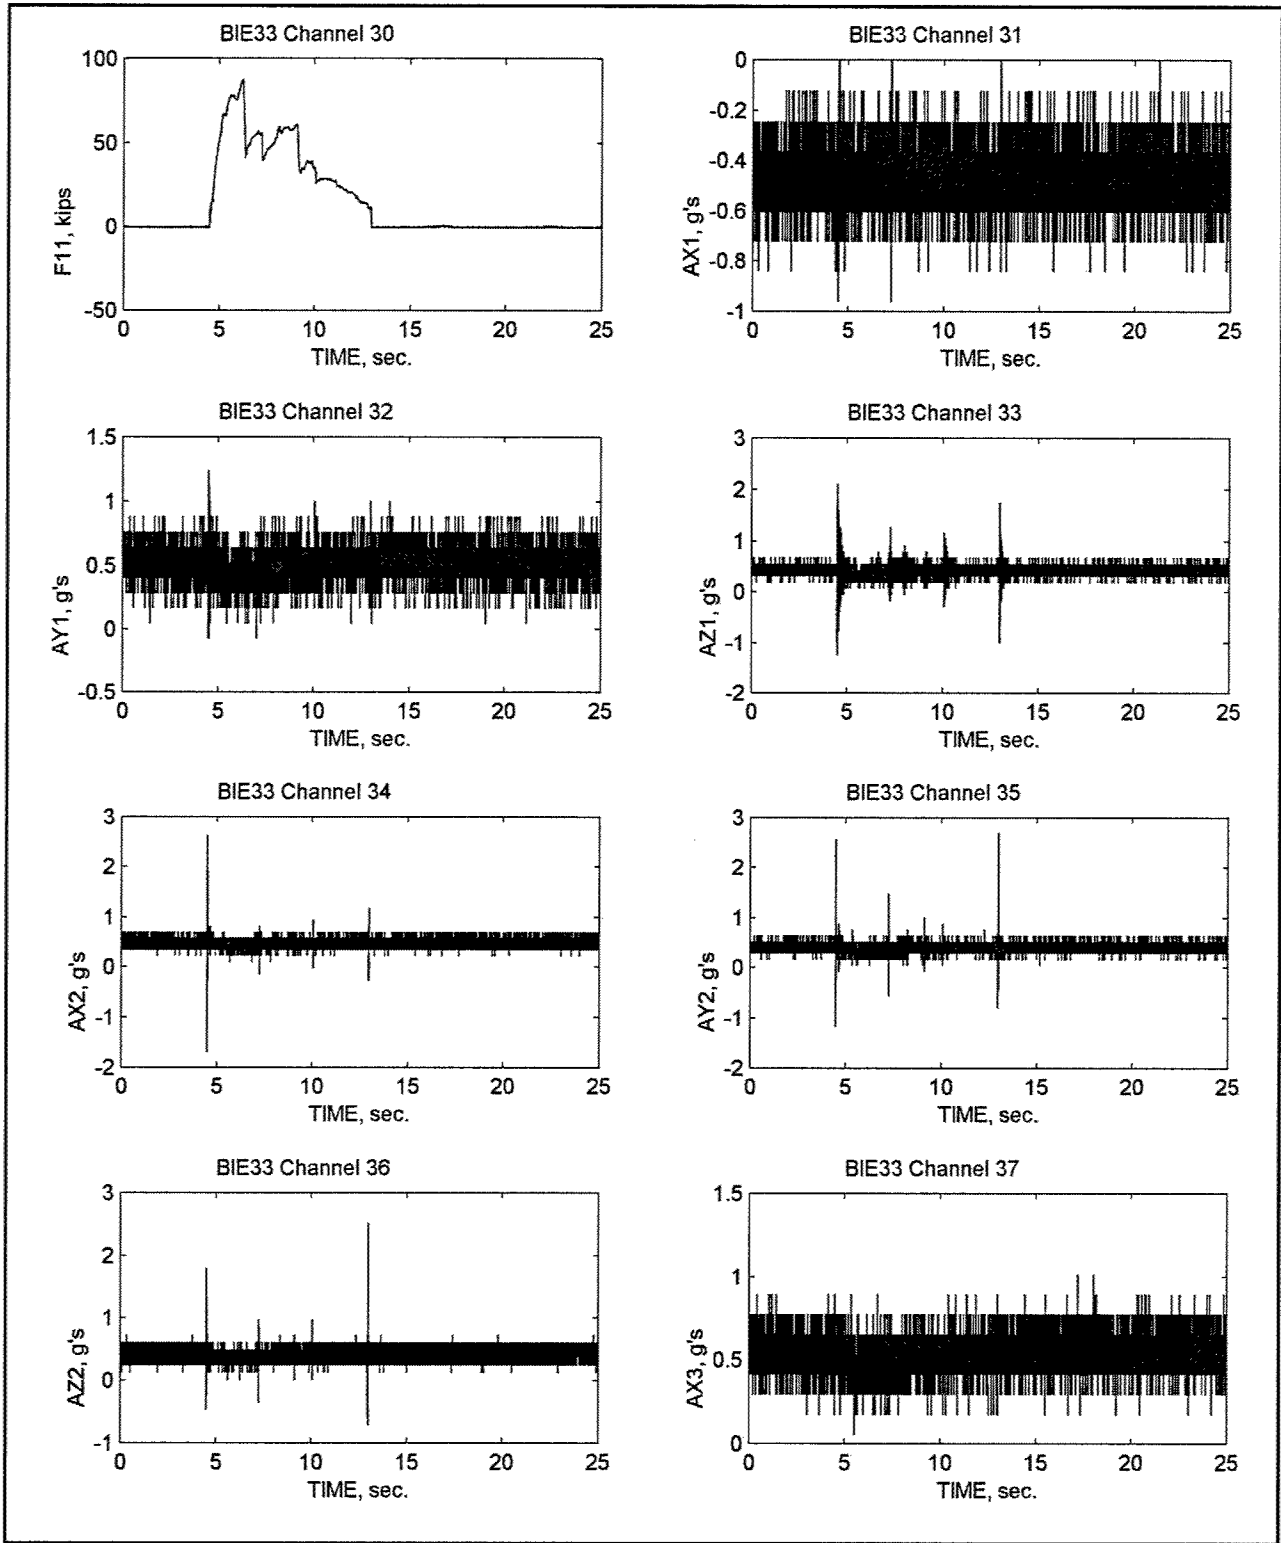 BIE33 Channel 30
100
50
0
-50
F11, kips
0 5 10 15 20 25
TIME, sec.
BIE33 Channel 31
0
-0.2
-0.4
-0.6
-0.8
-1
AX1, g's
0 5 10 15 20 25
TIME, sec.
BIE33 Channel 32
1.5
1
0.5
0
-0.5
AY1, g's
0 5 10 15 20 25
TIME, sec.
BIE33 Channel 33
3
2
1
0
-1
-2
AZ1, g's
0 5 10 15 20 25
TIME, sec.
BIE33 Channel 34
3
2
1
0
-1
-2
AX2, g's
0 5 10 15 20 25
TIME, sec.
BIE33 Channel 35
3
2
1
0
-1
-2
AY2, g's
0 5 10 15 20 25
TIME, sec.
BIE33 Channel 36
3
2
1
0
-1
AZ2, g's
0 5 10 15 20 25
TIME, sec.
BIE33 Channel 37
1.5
1
0.5
0
AX3, g's
0 5 10 15 20 25
TIME, sec.